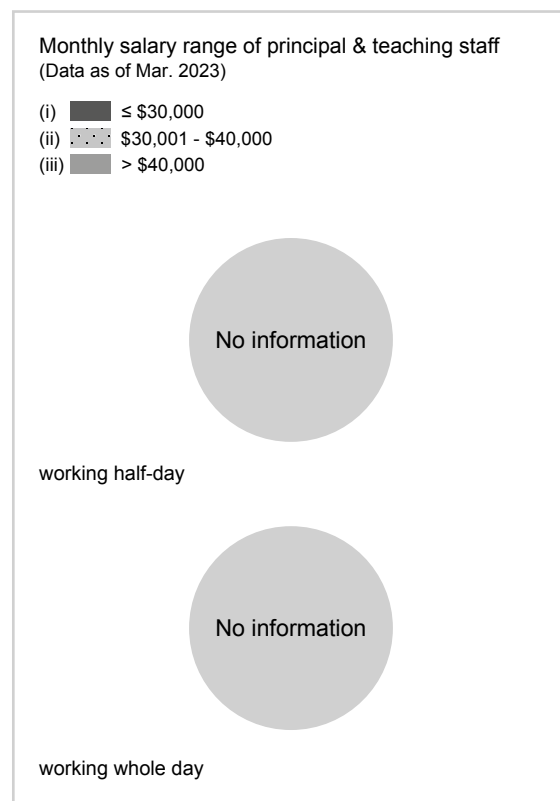 Monthly salary range of principal & teaching staff
(Data as of Mar. 2023)
(i) ≤ $30,000
(ii) $30,001 - $40,000
(iii) > $40,000
No information
working half-day
No information
working whole day